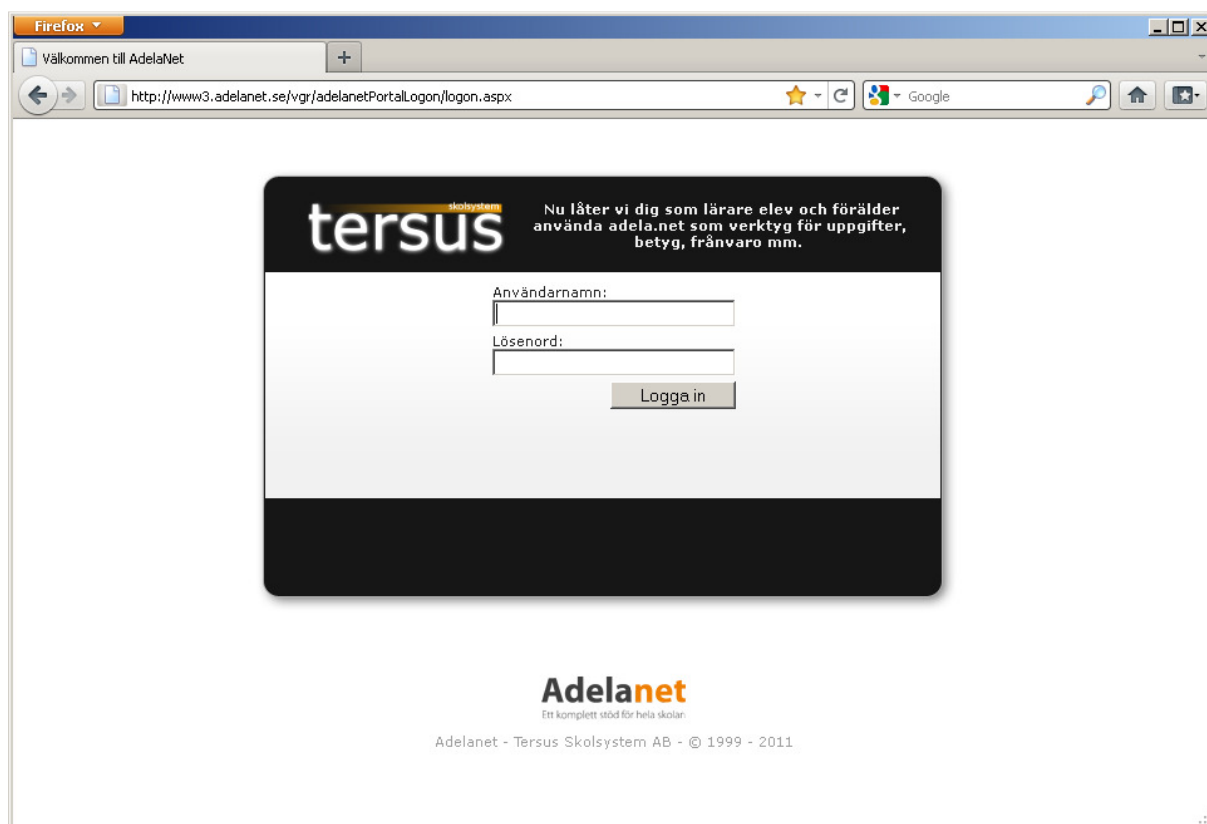 Firefox
Välkommen till AdelaNet
http://www3.adelanet.se/vgr/adelanetPortalLogon/logon.aspx
Google
skolsystem
tersus
Nu låter vi dig som lärare elev och förälder
använda adela.net som verktyg för uppgifter,
betyg, frånvaro mm.
Användarnamn:
Lösenord:
Logga in
Adelanet
Ett komplett stöd för hela skolan
Adelanet - Tersus Skolsystem AB - © 1999 - 2011